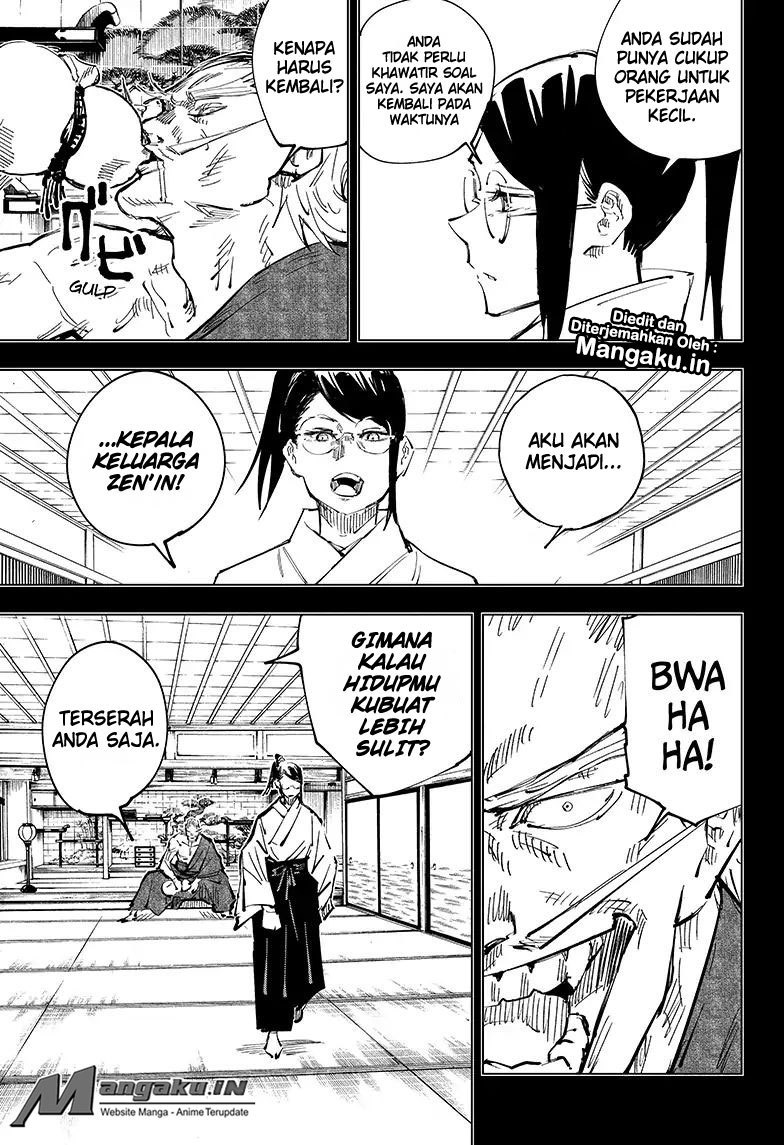 ANDA SUDAH
PUNYA CUKUP
ORANG UNTUK
PEKERJAAN
KECIL.
ANDA
TIDAK PERLU
KHAWATIR SOAL
SAYA. SAYA AKAN
KEMBALI PADA
WAKTUNYA
KENAPA
HARUS
KEMBALI?
グビ
GULP
Diedit dan
Diterjemahkan Oleh :
Mangaku.in
AKU AKAN
MENJADI...
...KEPALA
KELUARGA
ZEN'IN!
BWA
HA
HA!
GIMANA
KALAU
HIDUPMU
KUBUAT
LEBIH
SULIT?
TERSERAH
ANDA SAJA.
Mangaku.IN
Website Manga - Anime Terupdate